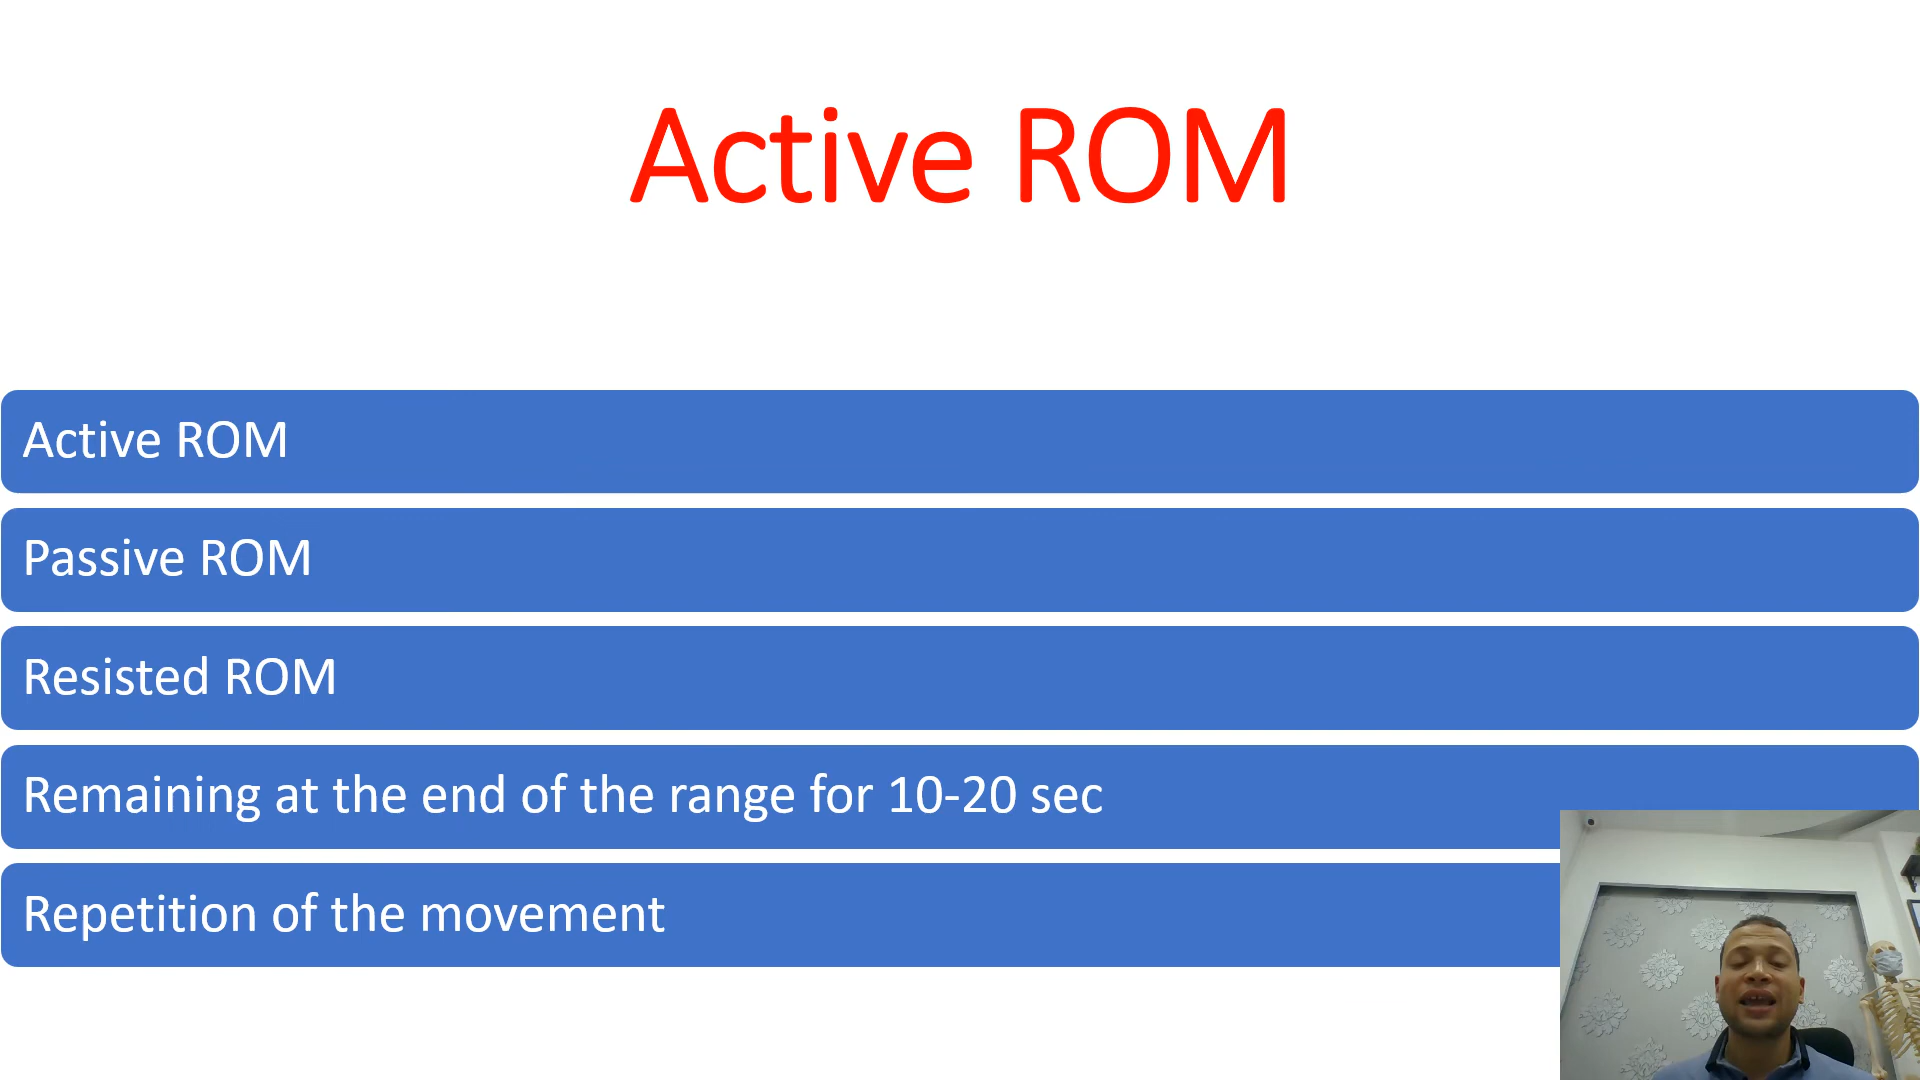 Active ROM
Active ROM
Passive ROM
Resisted ROM
Remaining at the end of the range for 10-20 sec
Repetition of the movement